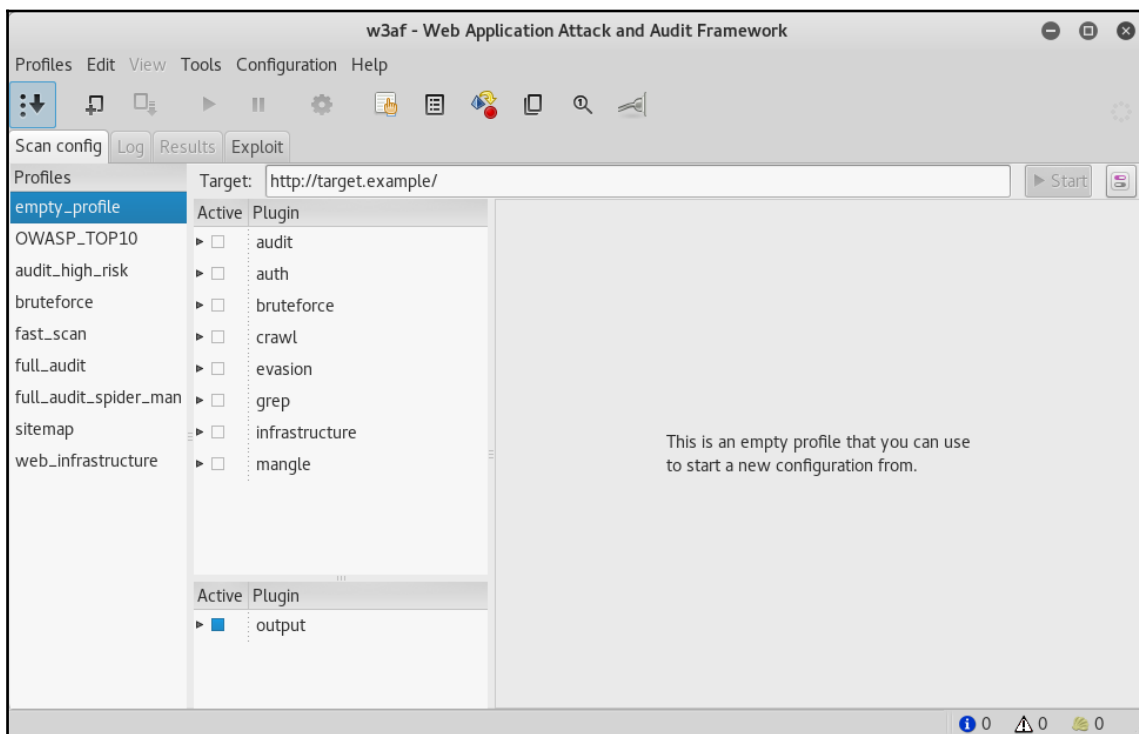 w3af - Web Application Attack and Audit Framework
Profiles Edit View Tools Configuration Help
Scan config Log Results Exploit
Profiles
empty_profile
OWASP_TOP10
audit_high_risk
bruteforce
fast_scan
full_audit
full_audit_spider_man
sitemap
web_infrastructure
Target: http://target.example/ Start
Active Plugin
audit
auth
bruteforce
crawl
evasion
grep
infrastructure
mangle
Active Plugin
output
This is an empty profile that you can use
to start a new configuration from.
0 0 0